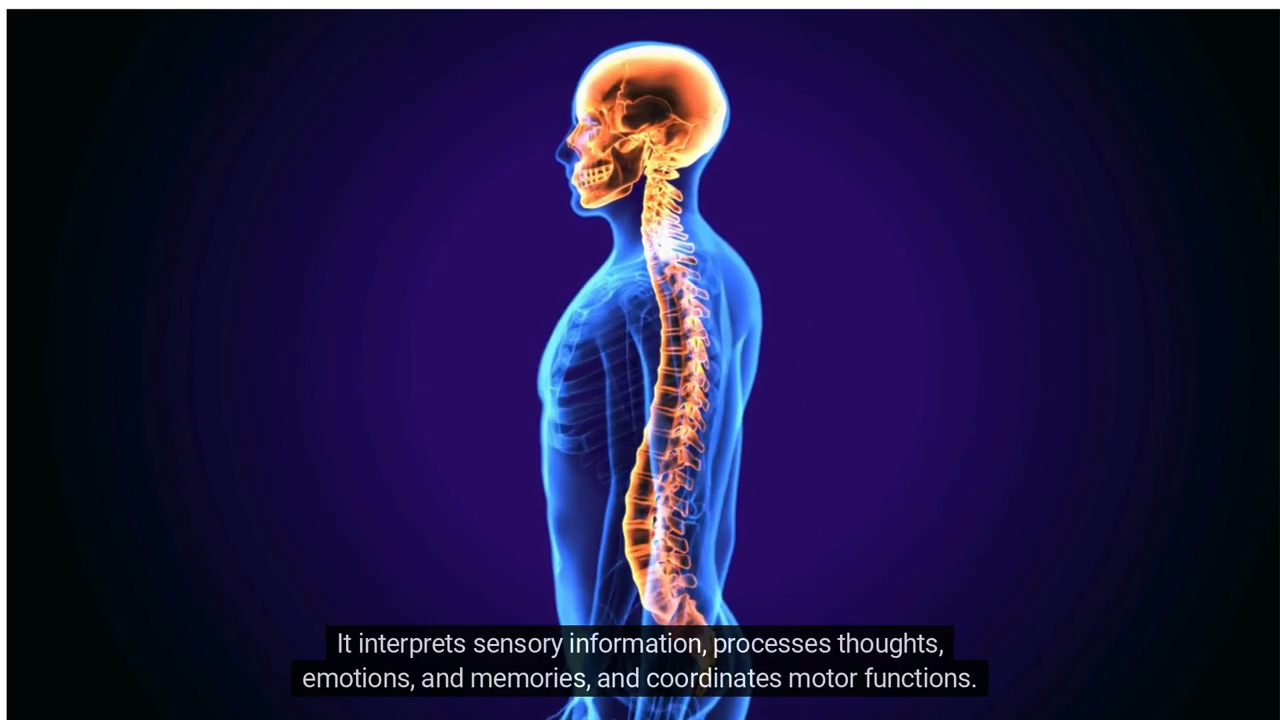 It interprets sensory information, processes thoughts,
emotions, and memories, and coordinates motor functions.